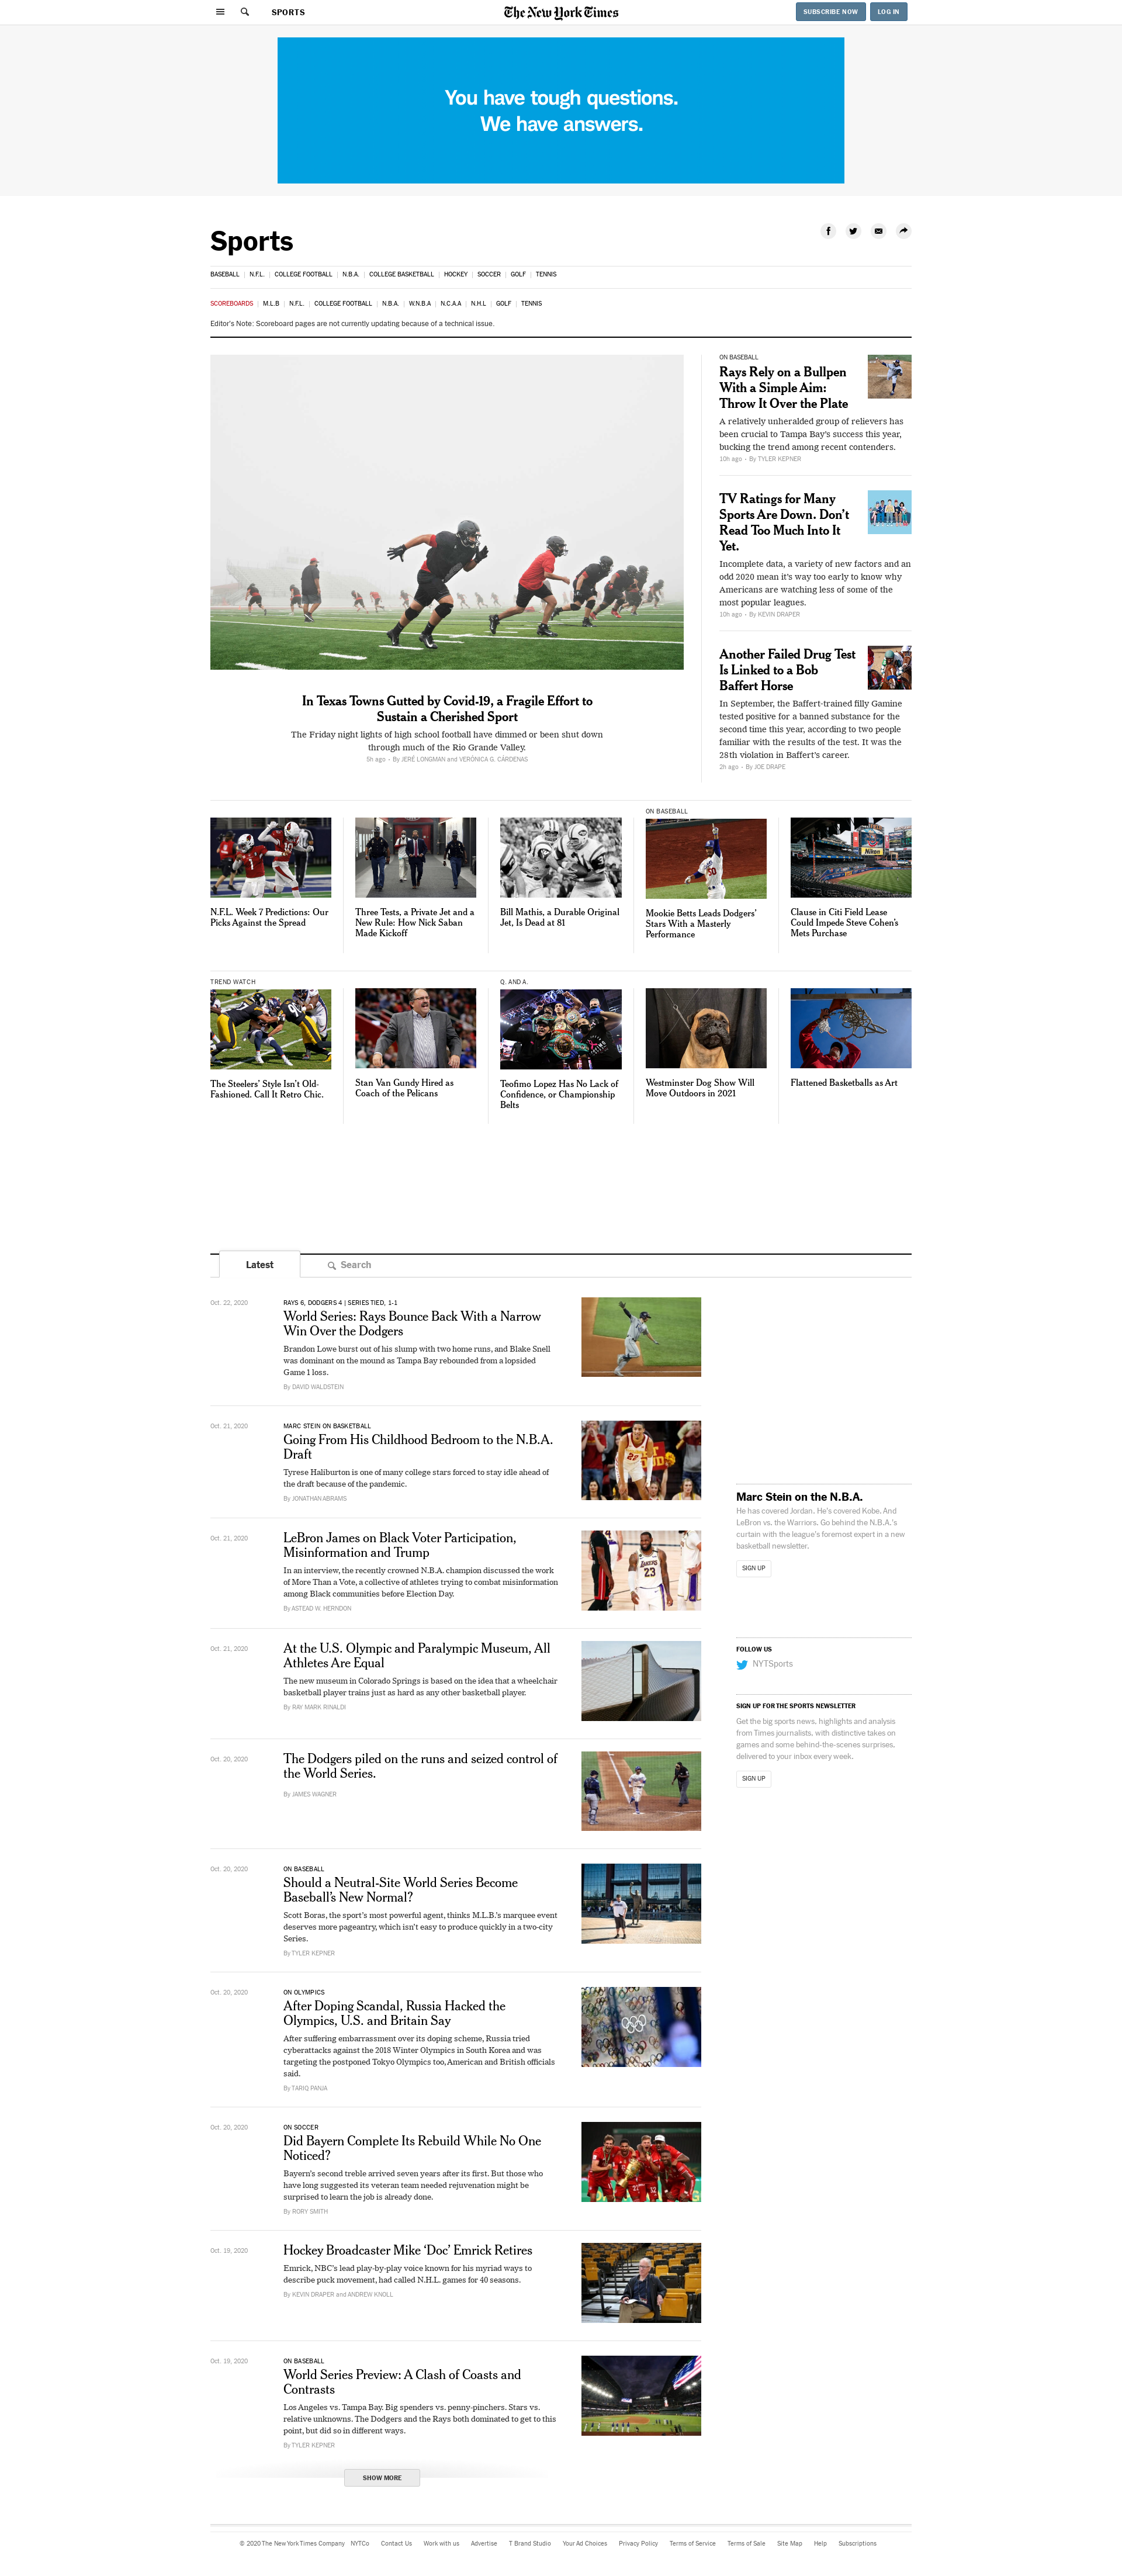 SPORTS
The New York Times
SUBSCRIBE NOW
LOG IN
You have tough questions.
We have answers.
Sports
BASEBALL | N.F.L. | COLLEGE FOOTBALL | N.B.A. | COLLEGE BASKETBALL | HOCKEY | SOCCER | GOLF | TENNIS
SCOREBOARDS | M.L.B | N.F.L. | COLLEGE FOOTBALL | N.B.A. | W.N.B.A | N.C.A.A | N.H.L | GOLF | TENNIS
Editor's Note: Scoreboard pages are not currently updating because of a technical issue.
In Texas Towns Gutted by Covid-19, a Fragile Effort to
Sustain a Cherished Sport
The Friday night lights of high school football have dimmed or been shut down
through much of the Rio Grande Valley.
5h ago – By JERÉ LONGMAN and VERÓNICA G. CÁRDENAS
ON BASEBALL
Rays Rely on a Bullpen
With a Simple Aim:
Throw It Over the Plate
A relatively unheralded group of relievers has
been crucial to Tampa Bay's success this year,
bucking the trend among recent contenders.
10h ago – By TYLER KEPNER
TV Ratings for Many
Sports Are Down. Don't
Read Too Much Into It
Yet.
Incomplete data, a variety of new factors and an
odd 2020 mean it's way too early to know why
Americans are watching less of some of the
most popular leagues.
10h ago – By KEVIN DRAPER
Another Failed Drug Test
Is Linked to a Bob
Baffert Horse
In September, the Baffert-trained filly Gamine
tested positive for a banned substance for the
second time this year, according to two people
familiar with the results of the test. It was the
28th violation in Baffert's career.
2h ago – By JOE DRAPE
N.F.L. Week 7 Predictions: Our
Picks Against the Spread
Three Tests, a Private Jet and a
New Rule: How Nick Saban
Made Kickoff
Bill Mathis, a Durable Original
Jet, Is Dead at 81
ON BASEBALL
50
Mookie Betts Leads Dodgers'
Stars With a Masterly
Performance
Nikon
Clause in Citi Field Lease
Could Impede Steve Cohen's
Mets Purchase
TREND WATCH
The Steelers' Style Isn't Old-
Fashioned. Call It Retro Chic.
Stan Van Gundy Hired as
Coach of the Pelicans
Q. AND A.
Teofimo Lopez Has No Lack of
Confidence, or Championship
Belts
Westminster Dog Show Will
Move Outdoors in 2021
Flattened Basketballs as Art
Latest
Search
Oct. 22, 2020
RAYS 6, DODGERS 4 | SERIES TIED, 1-1
World Series: Rays Bounce Back With a Narrow
Win Over the Dodgers
Brandon Lowe burst out of his slump with two home runs, and Blake Snell
was dominant on the mound as Tampa Bay rebounded from a lopsided
Game 1 loss.
By DAVID WALDSTEIN
Oct. 21, 2020
MARC STEIN ON BASKETBALL
Going From His Childhood Bedroom to the N.B.A.
Draft
Tyrese Haliburton is one of many college stars forced to stay idle ahead of
the draft because of the pandemic.
By JONATHAN ABRAMS
22
Oct. 21, 2020
LeBron James on Black Voter Participation,
Misinformation and Trump
In an interview, the recently crowned N.B.A. champion discussed the work
of More Than a Vote, a collective of athletes trying to combat misinformation
among Black communities before Election Day.
By ASTEAD W. HERNDON
LAKERS
23
Oct. 21, 2020
At the U.S. Olympic and Paralympic Museum, All
Athletes Are Equal
The new museum in Colorado Springs is based on the idea that a wheelchair
basketball player trains just as hard as any other basketball player.
By RAY MARK RINALDI
Oct. 20, 2020
The Dodgers piled on the runs and seized control of
the World Series.
By JAMES WAGNER
Oct. 20, 2020
ON BASEBALL
Should a Neutral-Site World Series Become
Baseball's New Normal?
Scott Boras, the sport's most powerful agent, thinks M.L.B.'s marquee event
deserves more pageantry, which isn't easy to produce quickly in a two-city
Series.
By TYLER KEPNER
Oct. 20, 2020
ON OLYMPICS
After Doping Scandal, Russia Hacked the
Olympics, U.S. and Britain Say
After suffering embarrassment over its doping scheme, Russia tried
cyberattacks against the 2018 Winter Olympics in South Korea and was
targeting the postponed Tokyo Olympics too, American and British officials
said.
By TARIQ PANJA
Oct. 20, 2020
ON SOCCER
Did Bayern Complete Its Rebuild While No One
Noticed?
Bayern's second treble arrived seven years after its first. But those who
have long suggested its veteran team needed rejuvenation might be
surprised to learn the job is already done.
By RORY SMITH
Oct. 19, 2020
Hockey Broadcaster Mike 'Doc' Emrick Retires
Emrick, NBC's lead play-by-play voice known for his myriad ways to
describe puck movement, had called N.H.L. games for 40 seasons.
By KEVIN DRAPER and ANDREW KNOLL
Oct. 19, 2020
ON BASEBALL
World Series Preview: A Clash of Coasts and
Contrasts
Los Angeles vs. Tampa Bay. Big spenders vs. penny-pinchers. Stars vs.
relative unknowns. The Dodgers and the Rays both dominated to get to this
point, but did so in different ways.
By TYLER KEPNER
SHOW MORE
Marc Stein on the N.B.A.
He has covered Jordan. He's covered Kobe. And
LeBron vs. the Warriors. Go behind the N.B.A.'s
curtain with the league's foremost expert in a new
basketball newsletter.
SIGN UP
FOLLOW US
NYTSports
SIGN UP FOR THE SPORTS NEWSLETTER
Get the big sports news, highlights and analysis
from Times journalists, with distinctive takes on
games and some behind-the-scenes surprises,
delivered to your inbox every week.
SIGN UP
© 2020 The New York Times Company NYTCo Contact Us Work with us Advertise T Brand Studio Your Ad Choices Privacy Policy Terms of Service Terms of Sale Site Map Help Subscriptions